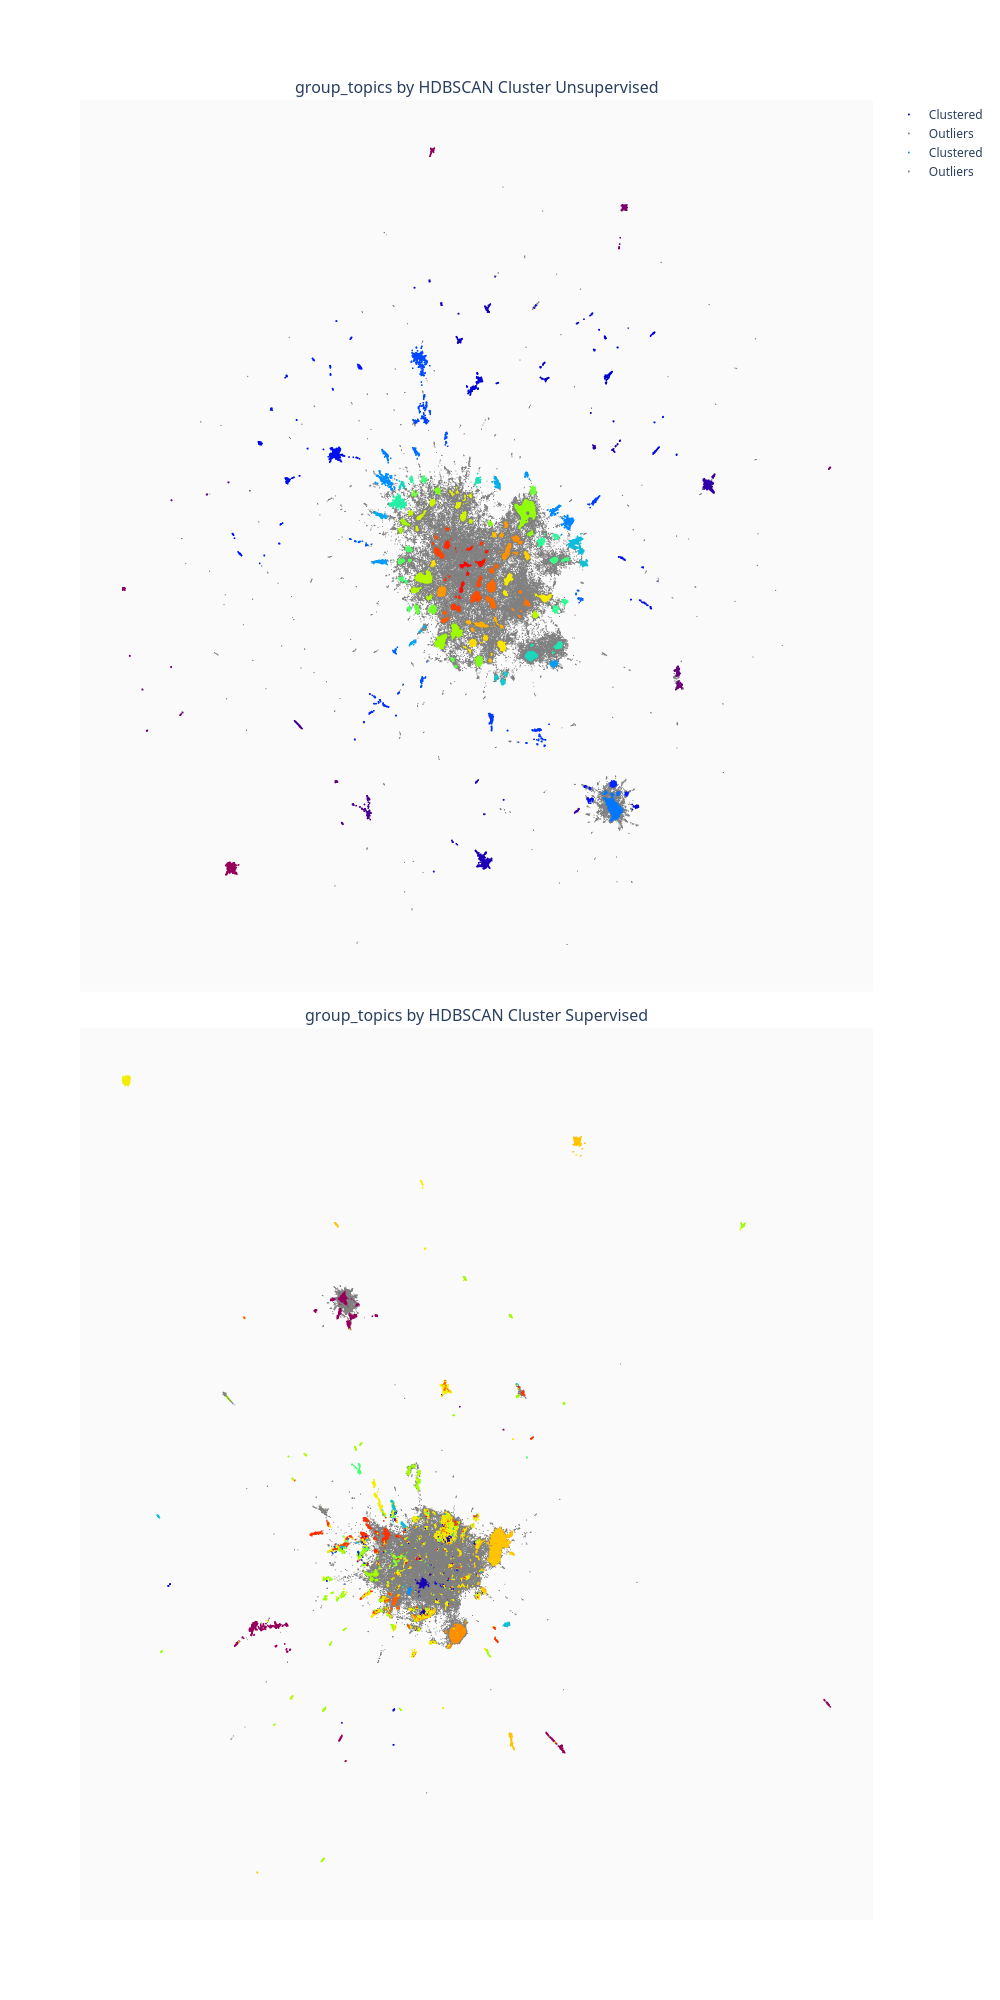 group_topics by HDBSCAN Cluster Unsupervised
Clustered
Outliers
Clustered
Outliers
group_topics by HDBSCAN Cluster Supervised